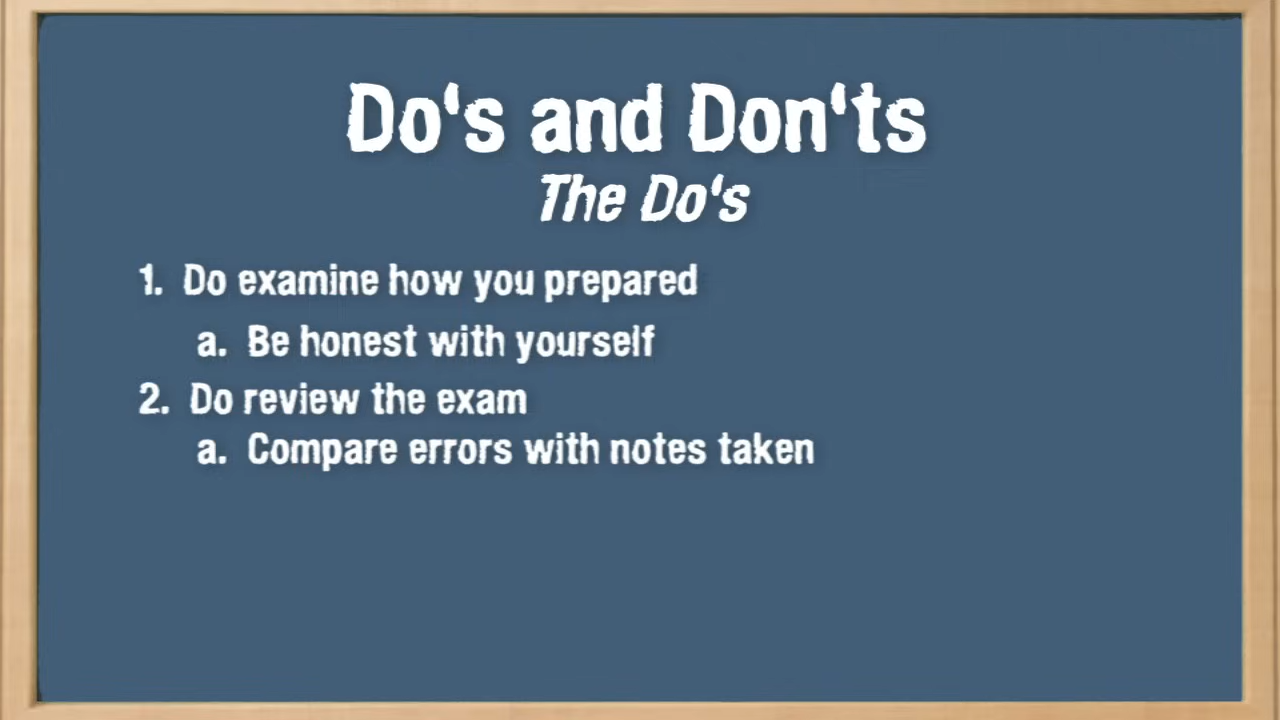 Do's and Don'ts
The Do's
1. Do examine how you prepared
a. Be honest with yourself
2. Do review the exam
a. Compare errors with notes taken